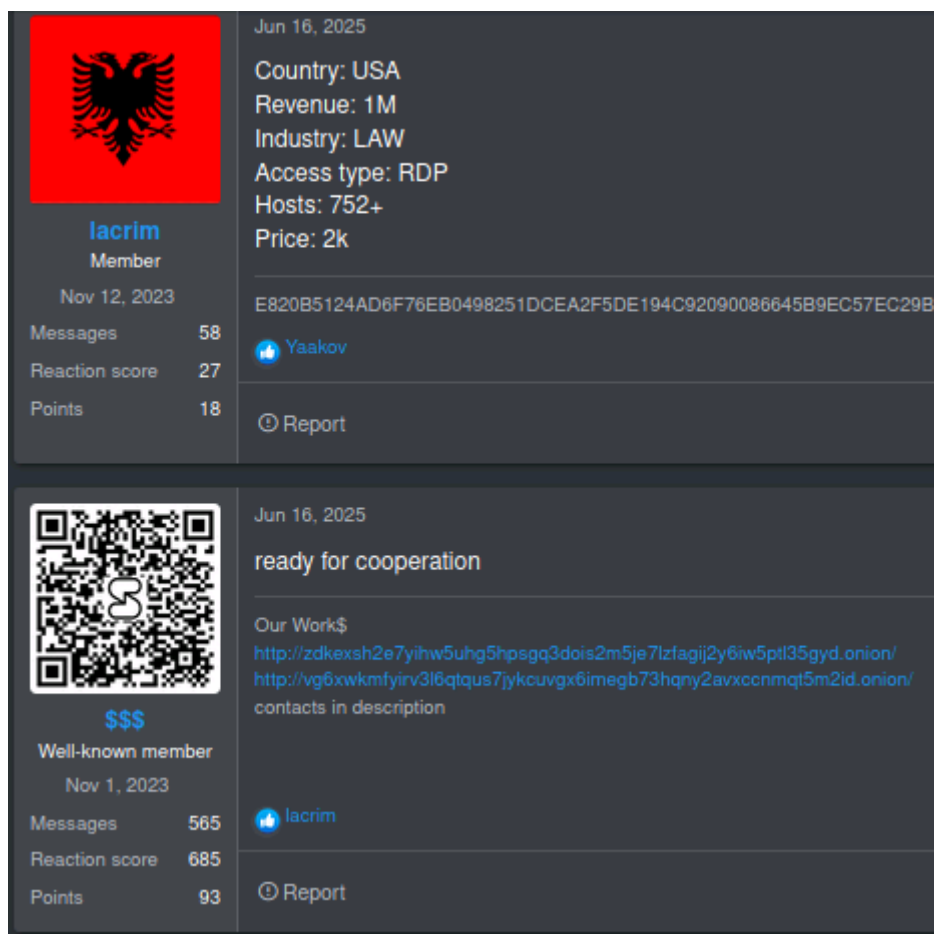 Jun 16, 2025
Country: USA
Revenue: 1M
Industry: LAW
Access type: RDP
Hosts: 752+
Price: 2k
lacrim
Member
Nov 12, 2023
Messages 58
Reaction score 27
Points 18
E820B5124AD6F76EB0498251DCEA2F5DE194C92090086645B9EC57EC29B
Yaakov
Report
Jun 16, 2025
ready for cooperation
Our Work$
http://zdkexsh2e7yihw5uhg5hpsgq3dois2m5je7lzfagij2y6iw5ptl35gyd.onion/
http://vg6xwkmfyirv3l6qtqus7jykcuvgx6imegb73hqny2avxccnmqt5m2id.onion/
contacts in description
$$$
Well-known member
Nov 1, 2023
Messages 565
Reaction score 685
Points 93
lacrim
Report